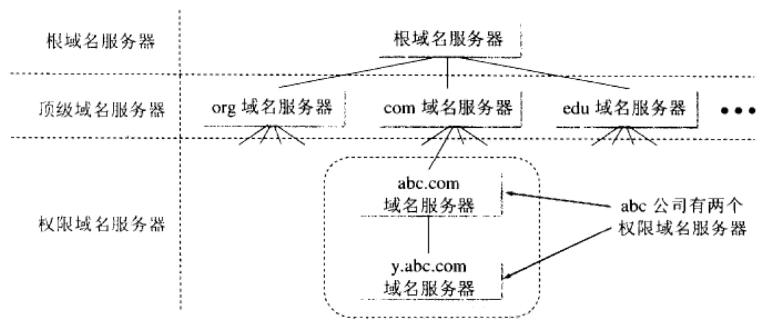 根域名服务器
根域名服务器
顶级域名服务器
org 域名服务器
com 域名服务器
edu 域名服务器
•••
权限域名服务器
abc.com
域名服务器
abc 公司有两个
权限域名服务器
y.abc.com
域名服务器